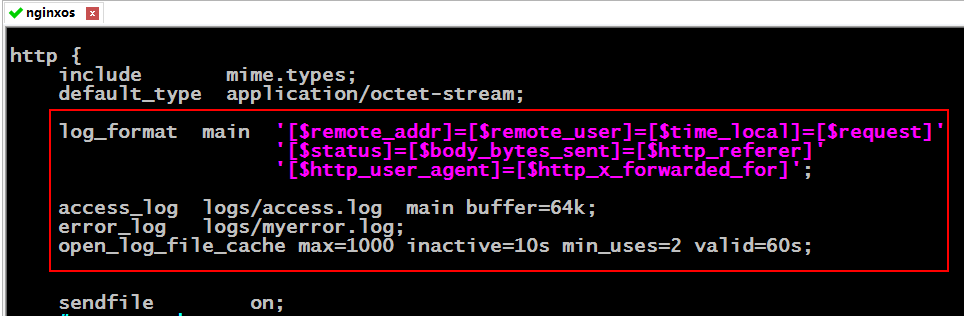 nginxos
http {
include mime.types;
default_type application/octet-stream;
log_format main '[$remote_addr]=[$remote_user]=[$time_local]=[$request]'
'[$status]=[$body_bytes_sent]=[$http_referer]'
'[$http_user_agent]=[$http_x_forwarded_for]';
access_log logs/access.log main buffer=64k;
error_log logs/myerror.log;
open_log_file_cache max=1000 inactive=10s min_uses=2 valid=60s;
sendfile on;